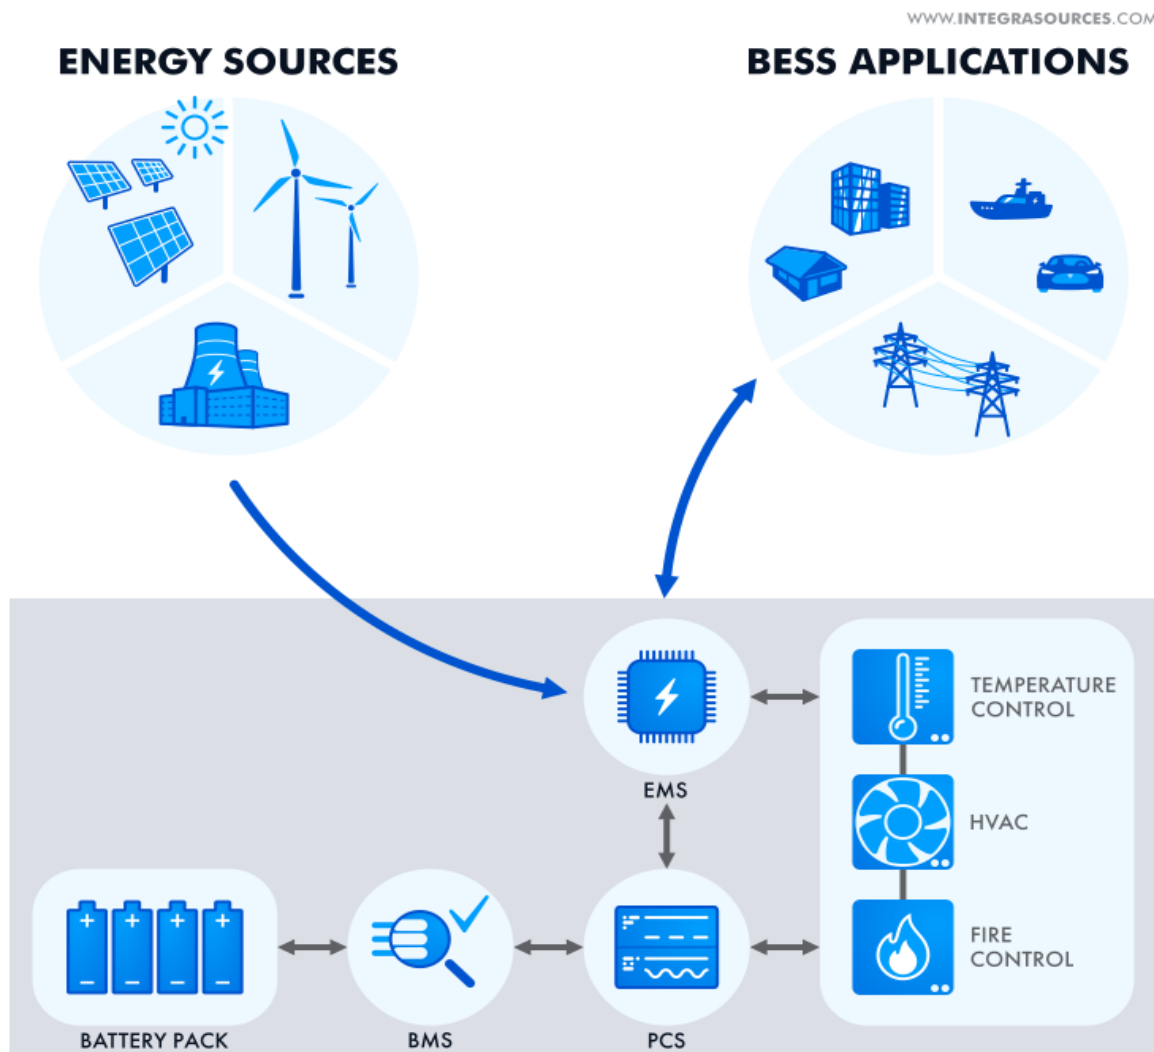 WWW.INTEGRASOURCES.COM
ENERGY SOURCES
BESS APPLICATIONS
EMS
TEMPERATURE
CONTROL
HVAC
FIRE
CONTROL
BATTERY PACK
BMS
PCS